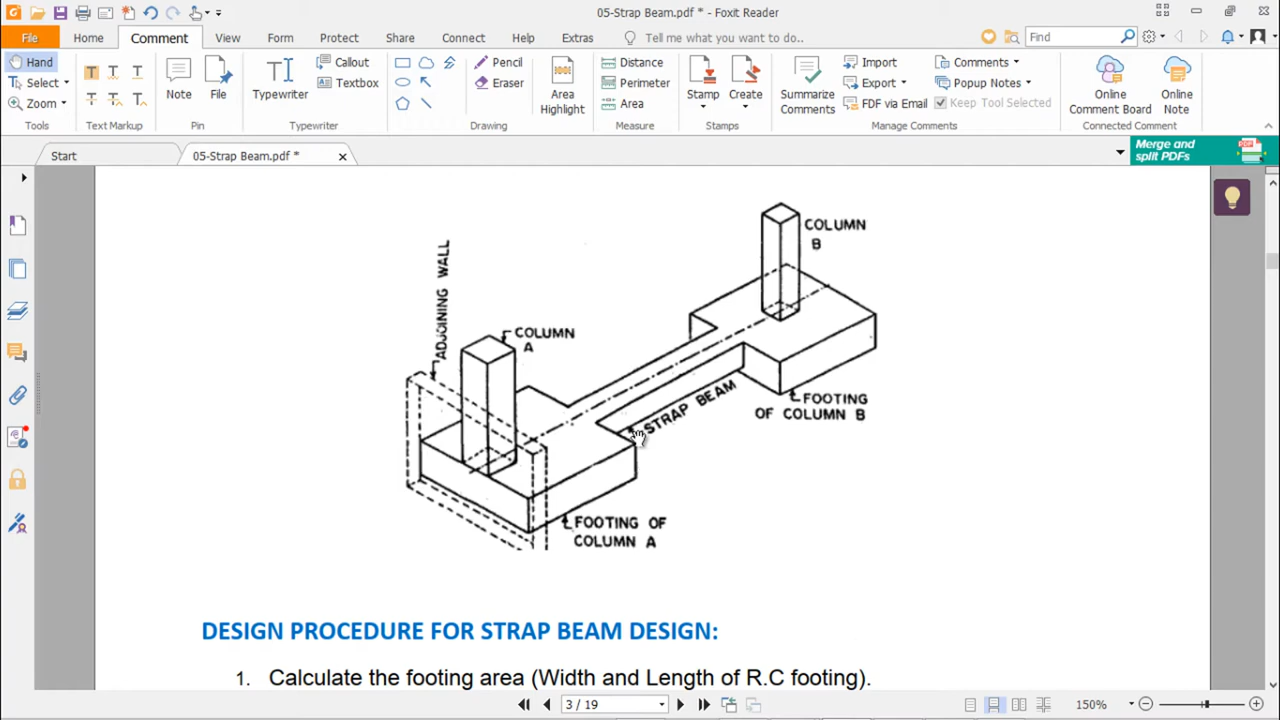 05-Strap Beam.pdf * - Foxit Reader
File Home Comment View Form Protect Share Connect Help Extras Tell me what you want to do.. Find
Hand
Select
Zoom
Tools
Text Markup
Note
File
Pin
Typewriter
Callout
Textbox
Typewriter
Pencil
Eraser
Drawing
Area
Highlight
Distance
Perimeter
Area
Measure
Stamp
Create
Stamps
Summarize
Comments
Import
Export
FDF via Email
Comments
Popup Notes
Keep Tool Selected
Manage Comments
Online
Comment Board
Online
Note
Connected Comment
Start
05-Strap Beam.pdf *
Merge and
split PDFs
COLUMN
B
ADJOINING WALL
COLUMN
A
STRAP BEAM
FOOTING
OF COLUMN B
FOOTING OF
COLUMN A
DESIGN PROCEDURE FOR STRAP BEAM DESIGN:
1. Calculate the footing area (Width and Length of R.C footing).
3 / 19
150%